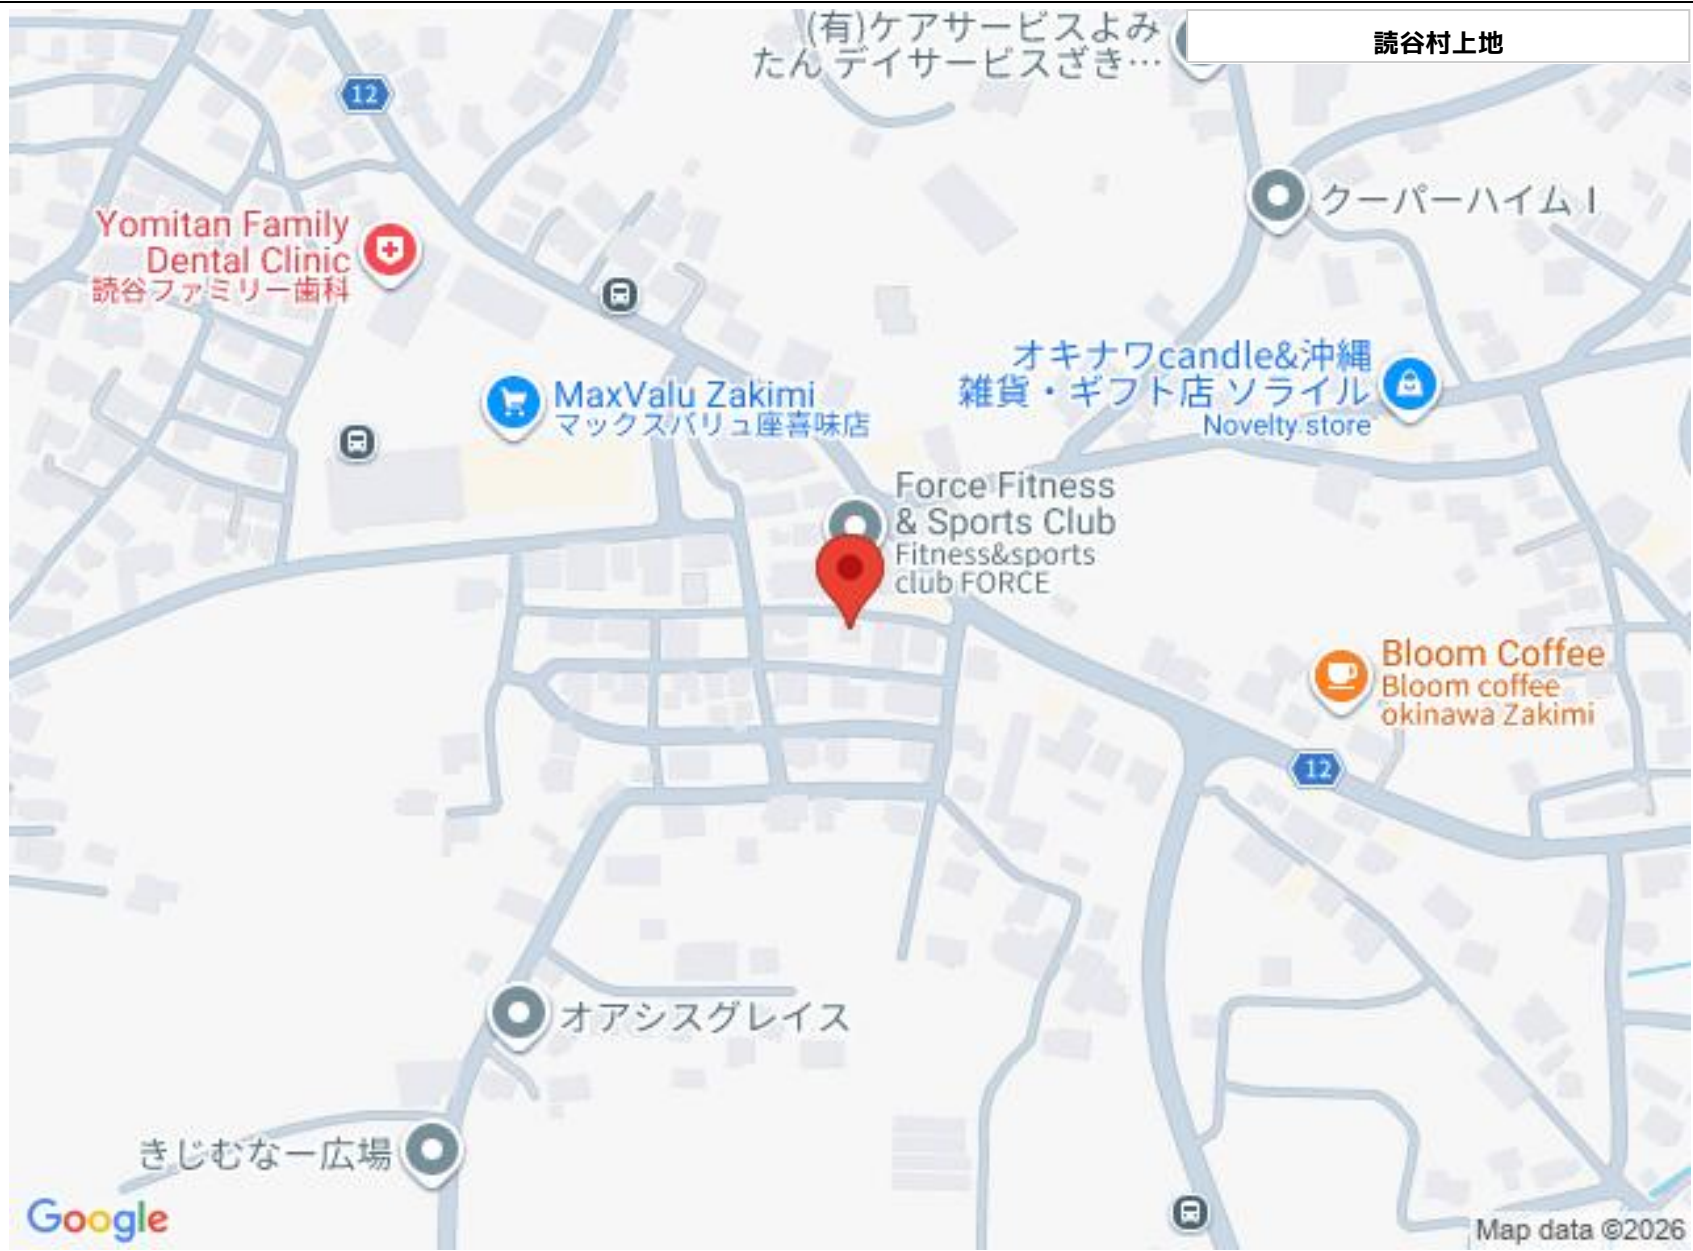 (有)ケアサービスよみ
たん デイサービスざき…
読谷村上地
12
クーパーハイム I
Yomitan Family
Dental Clinic
読谷ファミリー歯科
オキナワcandle&沖縄
雑貨・ギフト店 ソライル
Novelty store
MaxValu Zakimi
マックスバリュ座喜味店
Force Fitness
& Sports Club
Fitness&sports
club FORCE
Bloom Coffee
Bloom coffee
okinawa Zakimi
12
オアシスグレイス
きじむなー広場
Google
Map data ©2026